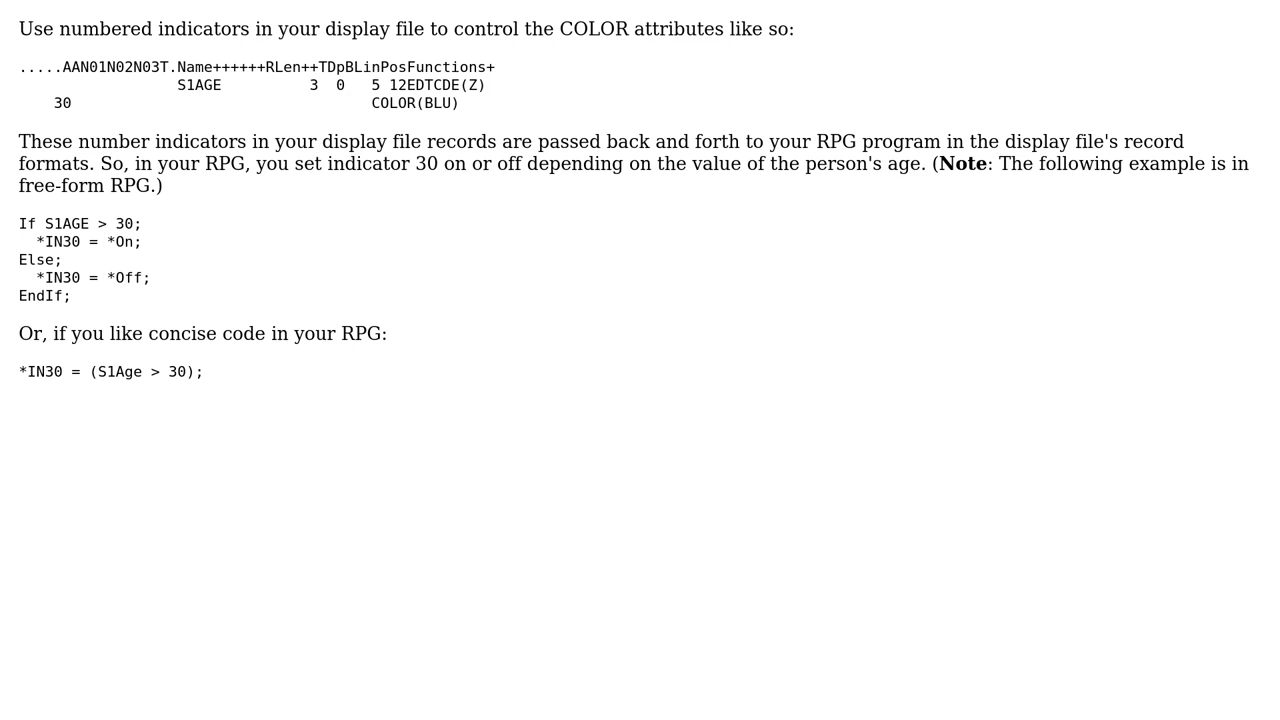 Use numbered indicators in your display file to control the COLOR attributes like so:
.....AAN01N02N03T.Name++++++RLen++TDpBLinPosFunctions+
                  S1AGE          3  0   5 12EDTCDE(Z)
    30                                  COLOR(BLU)
These number indicators in your display file records are passed back and forth to your RPG program in the display file's record
formats. So, in your RPG, you set indicator 30 on or off depending on the value of the person's age. (Note: The following example is in
free-form RPG.)
If S1AGE > 30;
  *IN30 = *On;
Else;
  *IN30 = *Off;
EndIf;
Or, if you like concise code in your RPG:
*IN30 = (S1Age > 30);